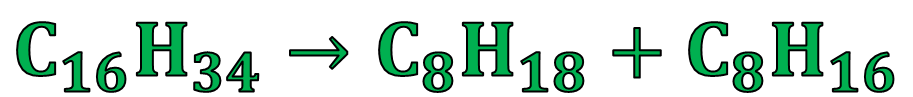 C₁₆H₃₄ → C₈H₁₈ + C₈H₁₆